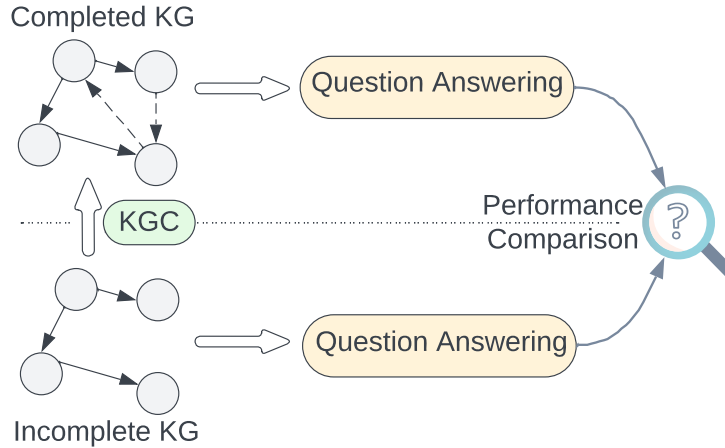 Completed KG
Question Answering
KGC
Performance
Comparison
?
Question Answering
Incomplete KG